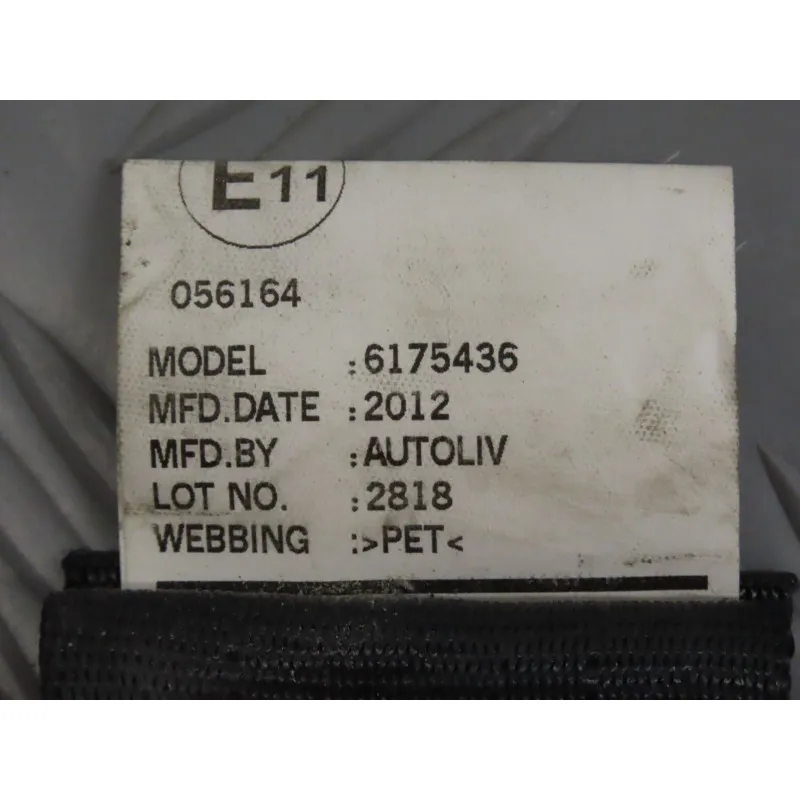 E11
056164
MODEL :6175436
MFD.DATE :2012
MFD.BY :AUTOLIV
LOT NO. :2818
WEBBING :>PET<